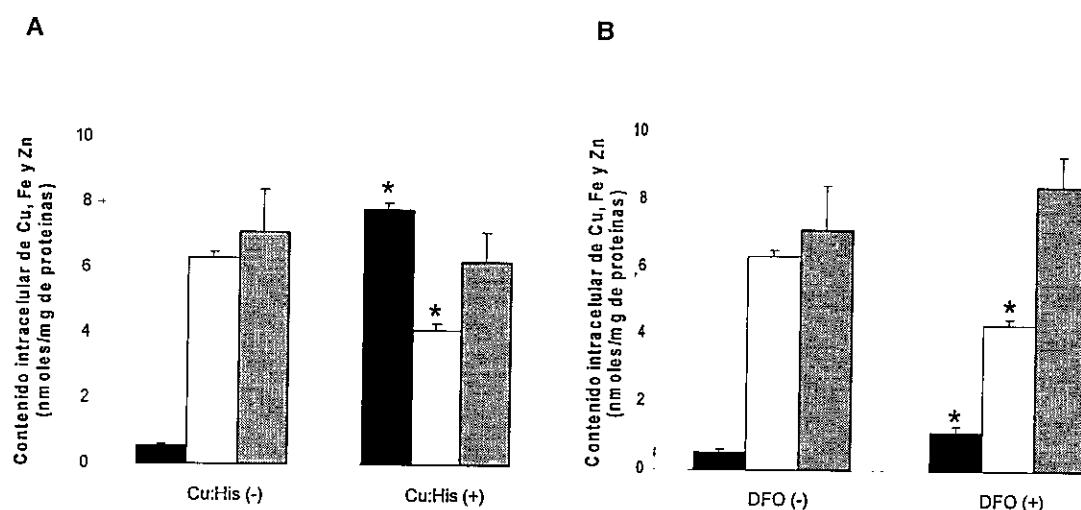 A
B
Contenido intracelular de Cu, Fe y Zn
(nmoles/mg de proteínas)
10
8
6
4
2
0
*
*
Cu:His (-)
Cu:His (+)
Contenido intracelular de Cu, Fe y Zn
(nmoles/mg de proteínas)
10
8
6
4
2
0
*
*
DFO (-)
DFO (+)